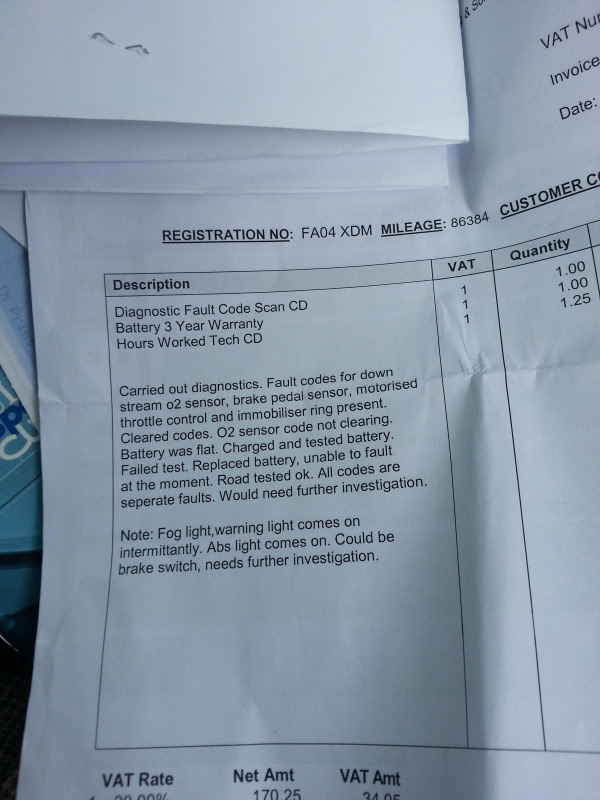 VAT Nu
Invoice
Date:
REGISTRATION NO: FA04 XDM MILEAGE: 86384 CUSTOMER CO
Description VAT Quantity
Diagnostic Fault Code Scan CD 1 1.00
Battery 3 Year Warranty 1 1.00
Hours Worked Tech CD 1 1.25
Carried out diagnostics. Fault codes for down
stream o2 sensor, brake pedal sensor, motorised
throttle control and immobiliser ring present.
Cleared codes. O2 sensor code not clearing.
Battery was flat. Charged and tested battery.
Failed test. Replaced battery, unable to fault
at the moment. Road tested ok. All codes are
seperate faults. Would need further investigation.
Note: Fog light,warning light comes on
intermittantly. Abs light comes on. Could be
brake switch, needs further investigation.
VAT Rate Net Amt VAT Amt
20.00% 170.25 34.05